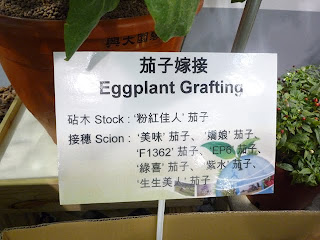 茄子嫁接
Eggplant Grafting
砧木 Stock：‘粉紅佳人’ 茄子
接穗 Scion：‘美味’ 茄子、‘嬌娘’ 茄子、
‘F1362’ 茄子、‘EP6’ 茄子、
‘綠喜’ 茄子、‘紫水’ 茄子、
‘生生美人’ 茄子